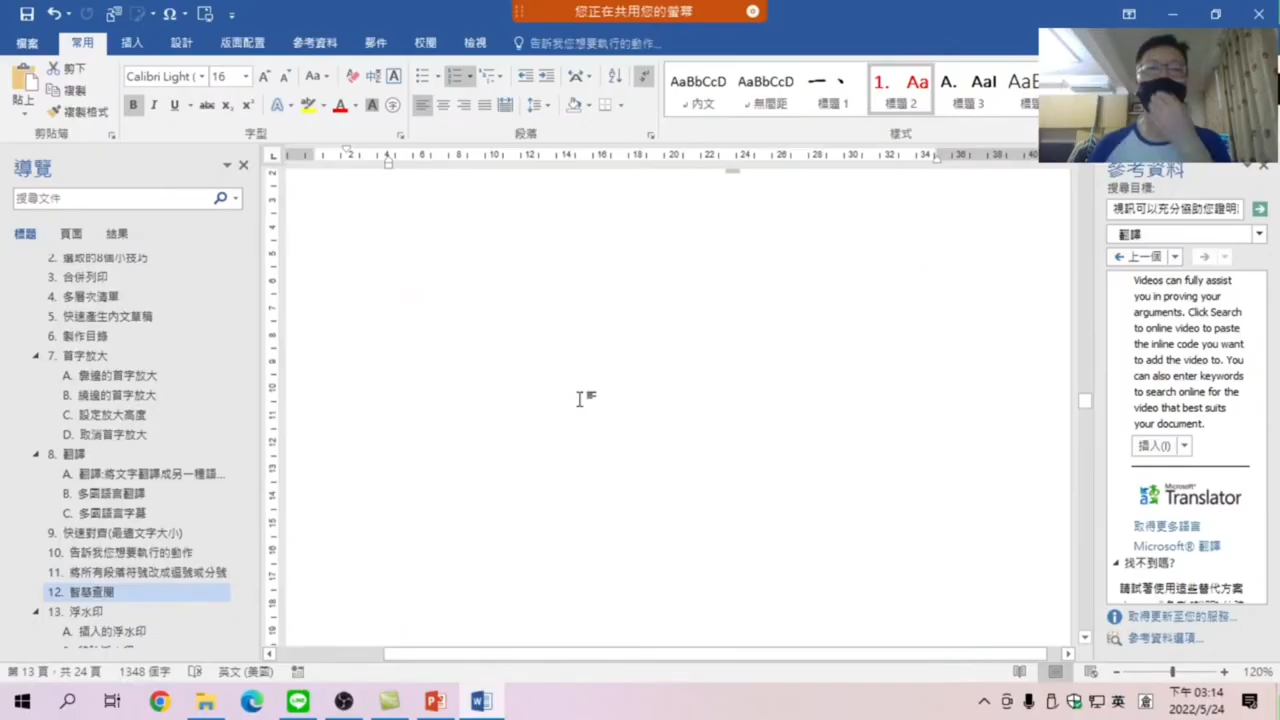 您正在共用您的螢幕
檔案 常用 插入 設計 版面配置 參考資料 郵件 校閱 檢視 告訴我您想要執行的動作...
剪下
複製
複製格式
貼上
剪貼簿
Calibri Light ( 16
字型
段落
AaBbCcD AaBbCcD 1. Aa A. AaI AaB
内文 無間距 標題 1 標題 2 標題 3
樣式
導覽
搜尋文件
標題 頁面 結果
2. 選取的8個小技巧
3. 合併列印
4. 多層次清單
5. 快速產生內文草稿
6. 製作目錄
7. 首字放大
A. 靠邊的首字放大
B. 繞邊的首字放大
C. 設定放大高度
D. 取消首字放大
8. 翻譯
A. 翻譯:將文字翻譯成另一種語...
B. 多國語言翻譯
C. 多國語言字幕
9. 快速對齊(最適文字大小)
10. 告訴我您想要執行的動作
11. 將所有段落符號改成逗號或分號
12. 智慧查閱
13. 浮水印
A. 插入的浮水印
參考資料
搜尋目標:
視訊可以充分協助您證明
翻譯
上一個
Videos can fully assist
you in proving your
arguments. Click Search
to online video to paste
the inline code you want
to add the video to. You
can also enter keywords
to search online for the
video that best suits
your document.
插入(I)
Microsoft®
Translator
取得更多語言
Microsoft® 翻譯
找不到嗎?
請試著使用這些替代方案
取得更新至您的服務...
參考資料選項...
第 13 頁，共 24 頁 1348 個字 英文 (美國) 120%
英 倉
下午 03:14
2022/5/24